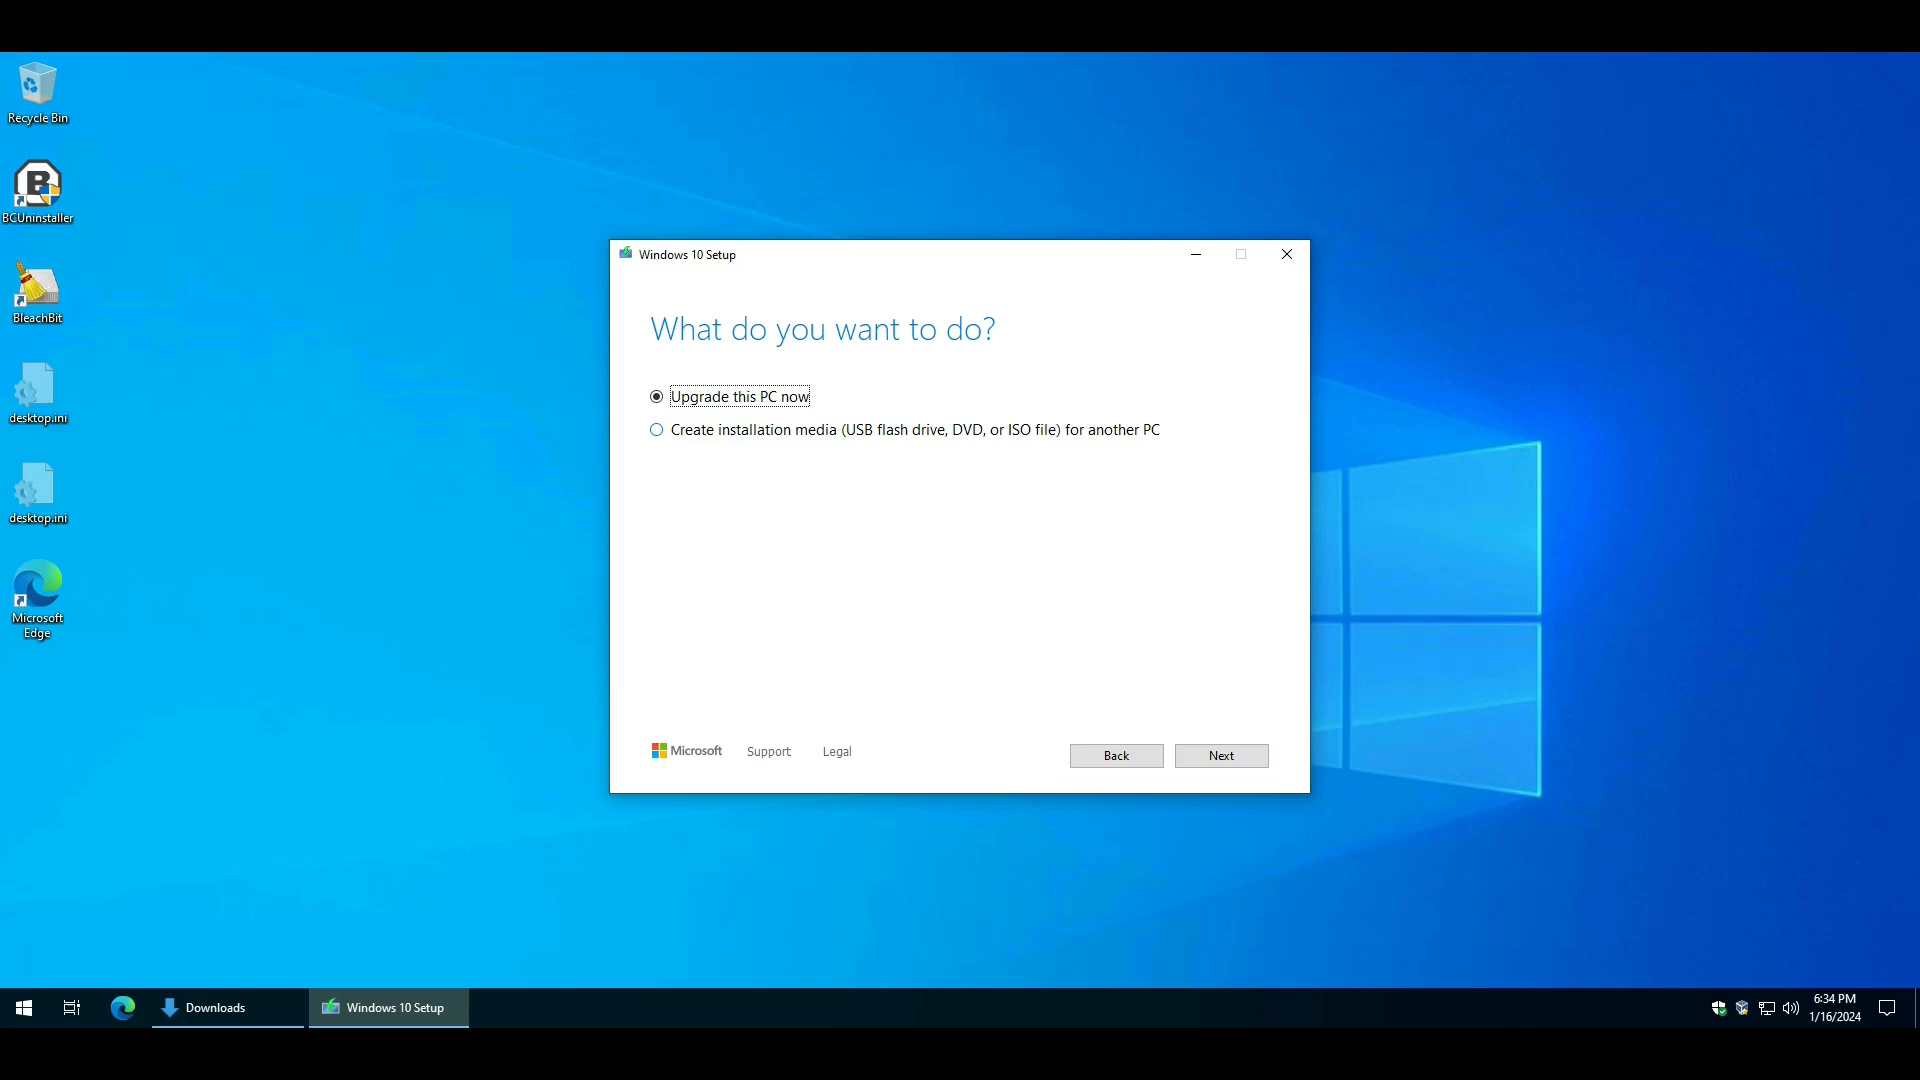 Recycle Bin
BCUninstaller
BleachBit
desktop.ini
desktop.ini
Microsoft
Edge
Windows 10 Setup
What do you want to do?
Upgrade this PC now
Create installation media (USB flash drive, DVD, or ISO file) for another PC
Microsoft
Support
Legal
Back
Next
Downloads
Windows 10 Setup
6:34 PM
1/16/2024